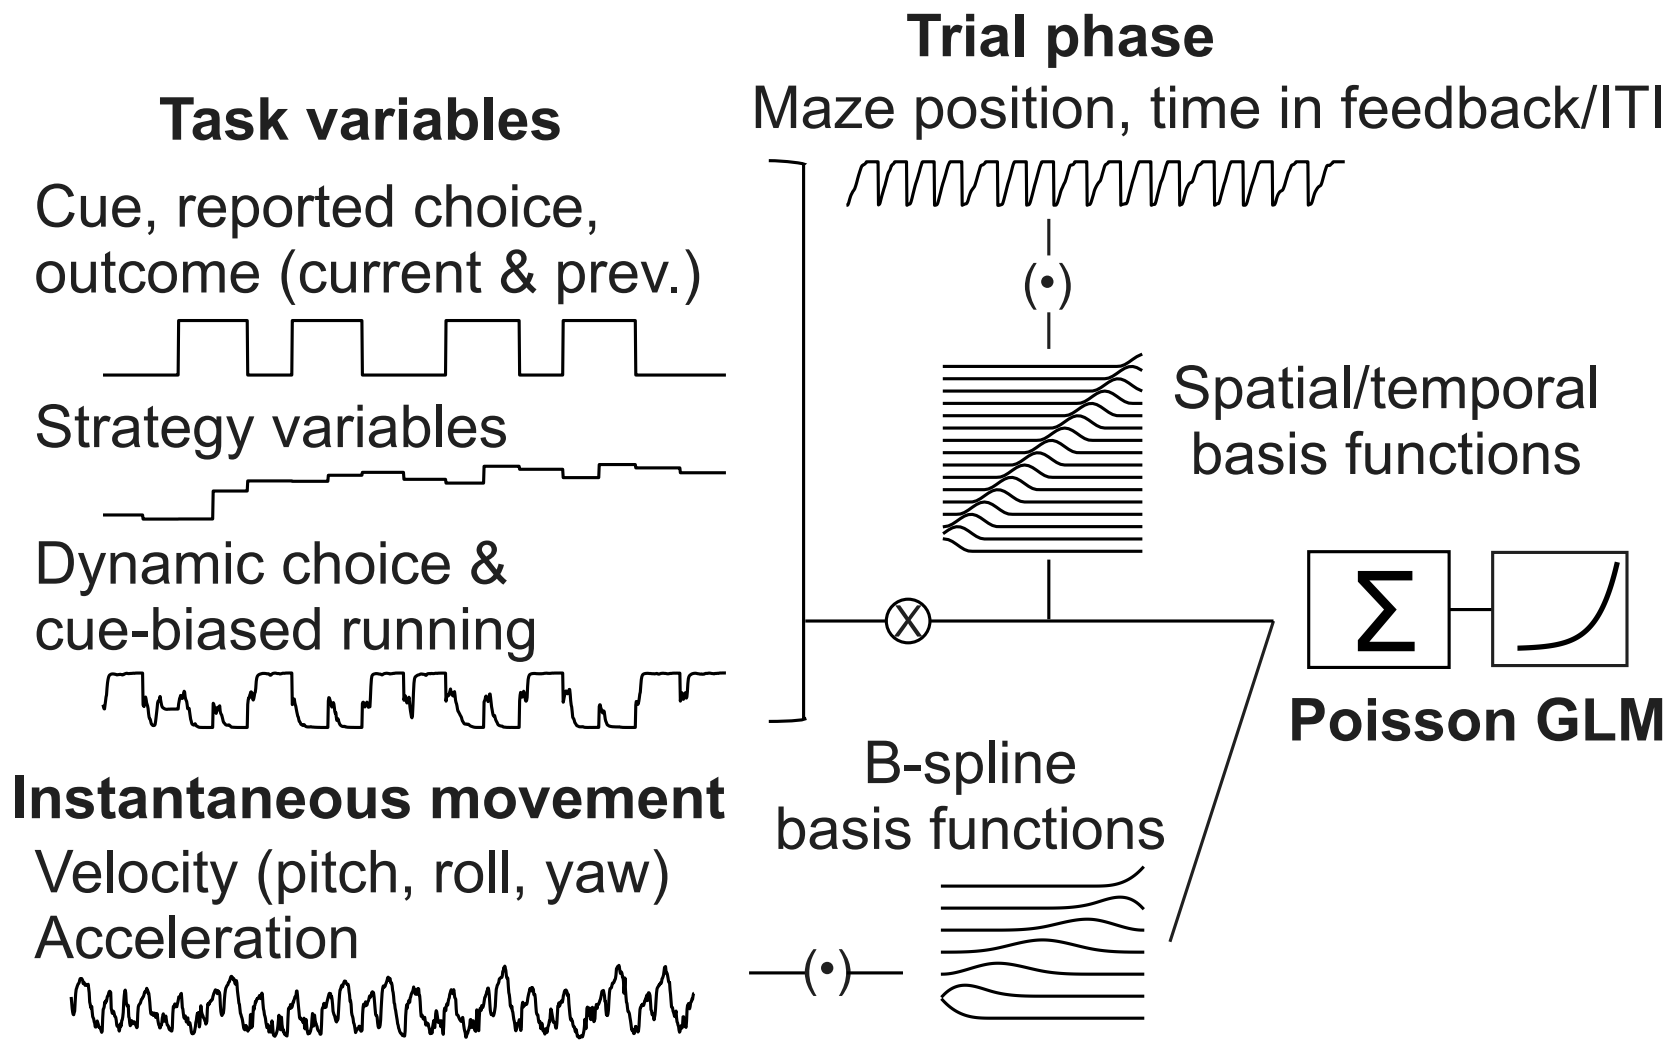 Trial phase
Maze position, time in feedback/ITI
Task variables
Cue, reported choice,
outcome (current & prev.)
Strategy variables
Dynamic choice &
cue-biased running
Instantaneous movement
Velocity (pitch, roll, yaw)
Acceleration
(•)
Spatial/temporal
basis functions
X
B-spline
basis functions
(•)
Σ
Poisson GLM